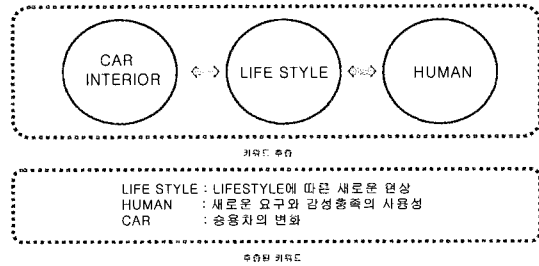 CAR
INTERIOR
LIFE STYLE
HUMAN
키워드 추출
LIFE STYLE : LIFESTYLE에 따른 새로운 현상
HUMAN : 새로운 요구와 감성충족의 사용성
CAR : 승용차의 변화
추출된 키워드